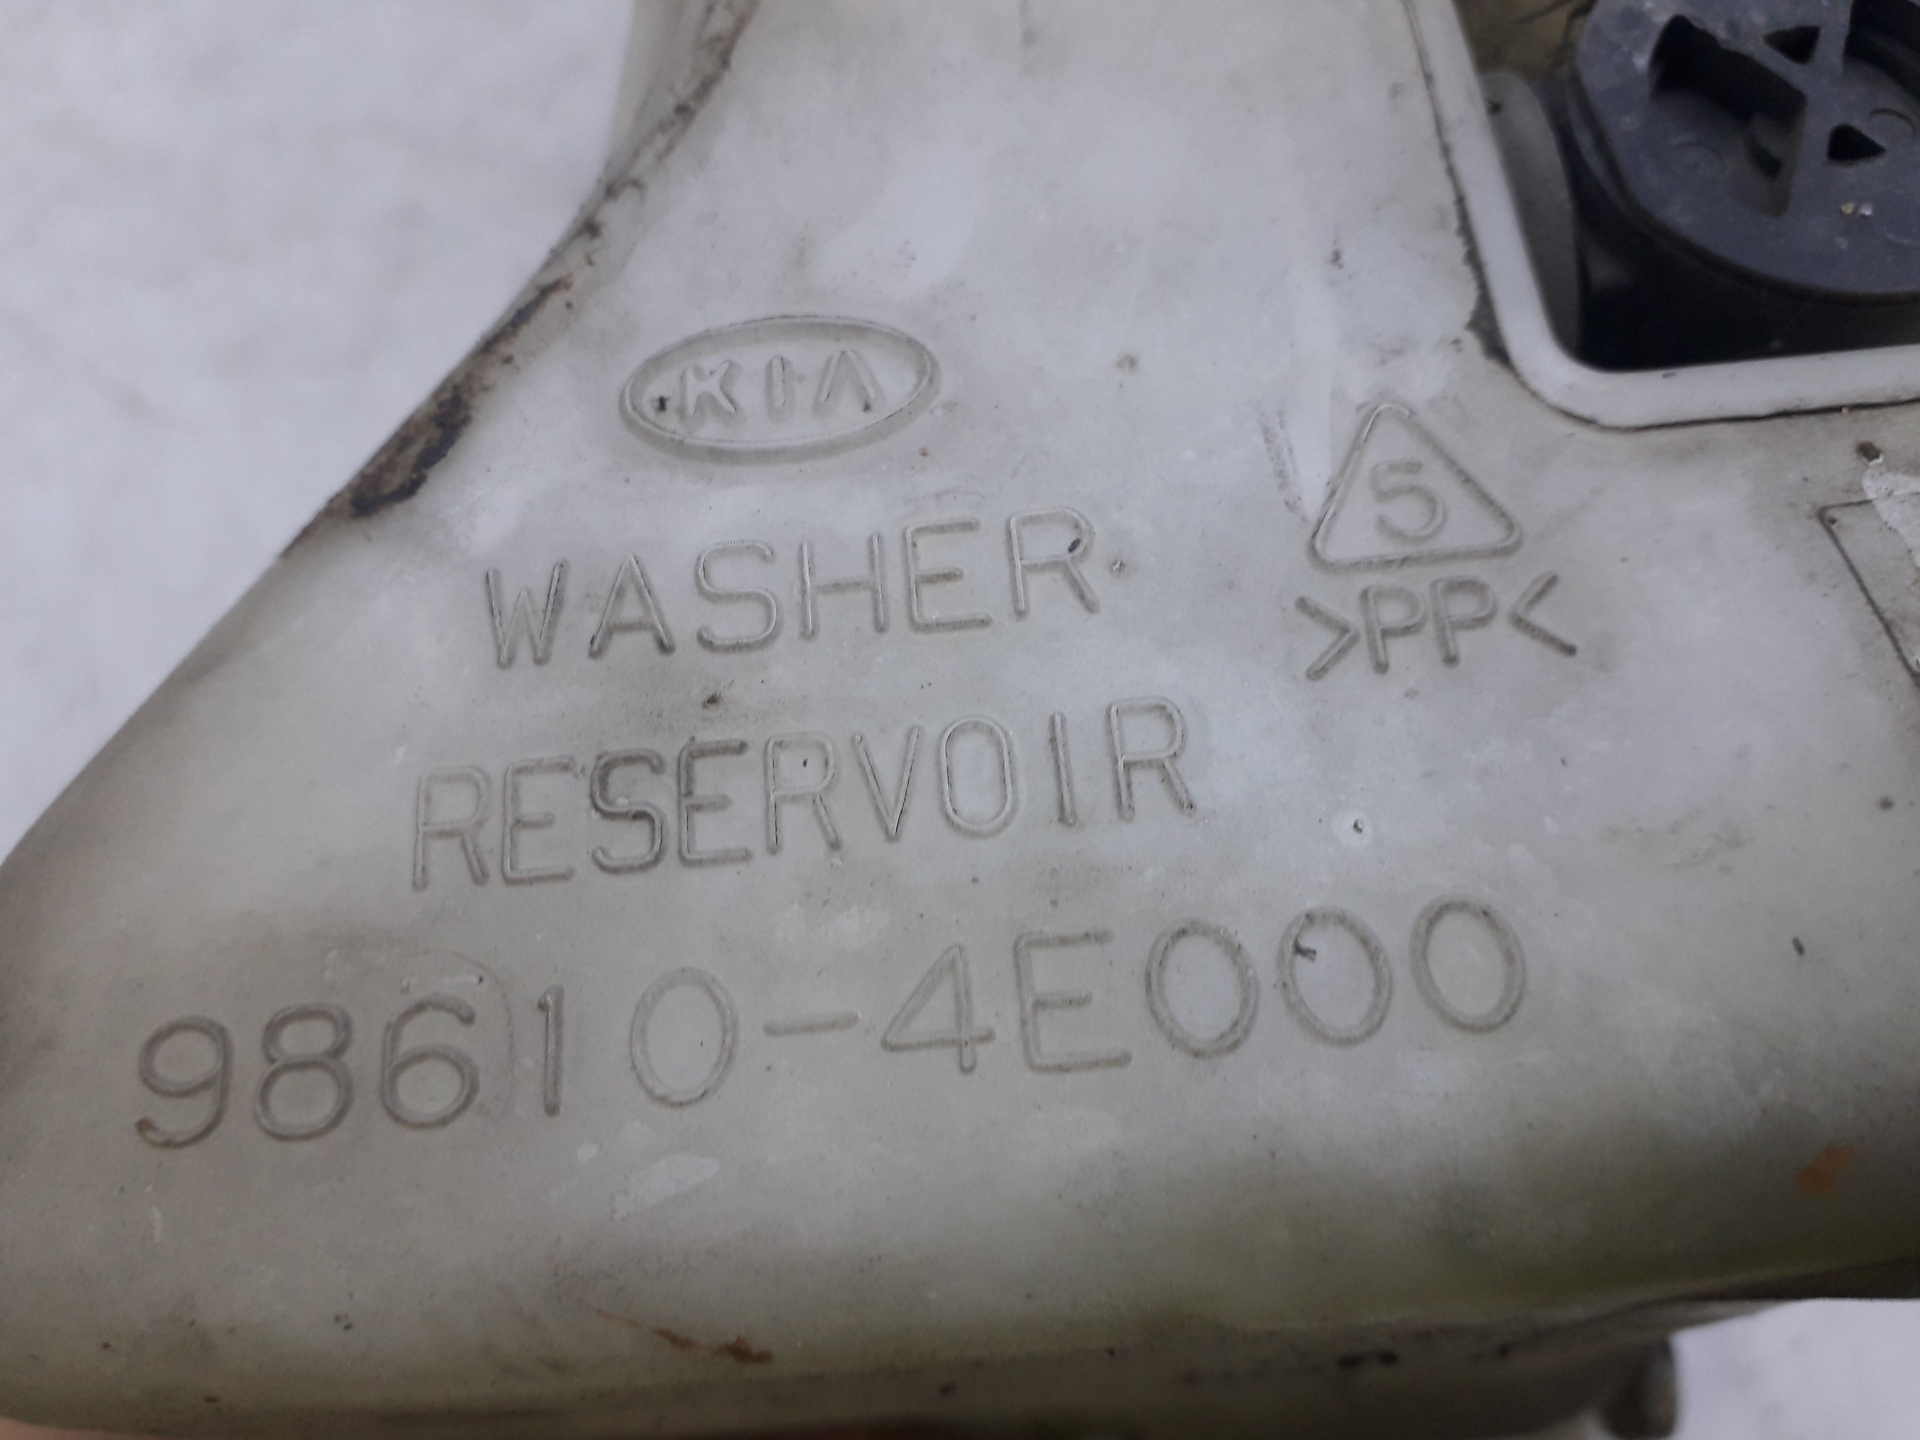 KIA
WASHER
RESERVOIR
98610-4E000
5
>PP<